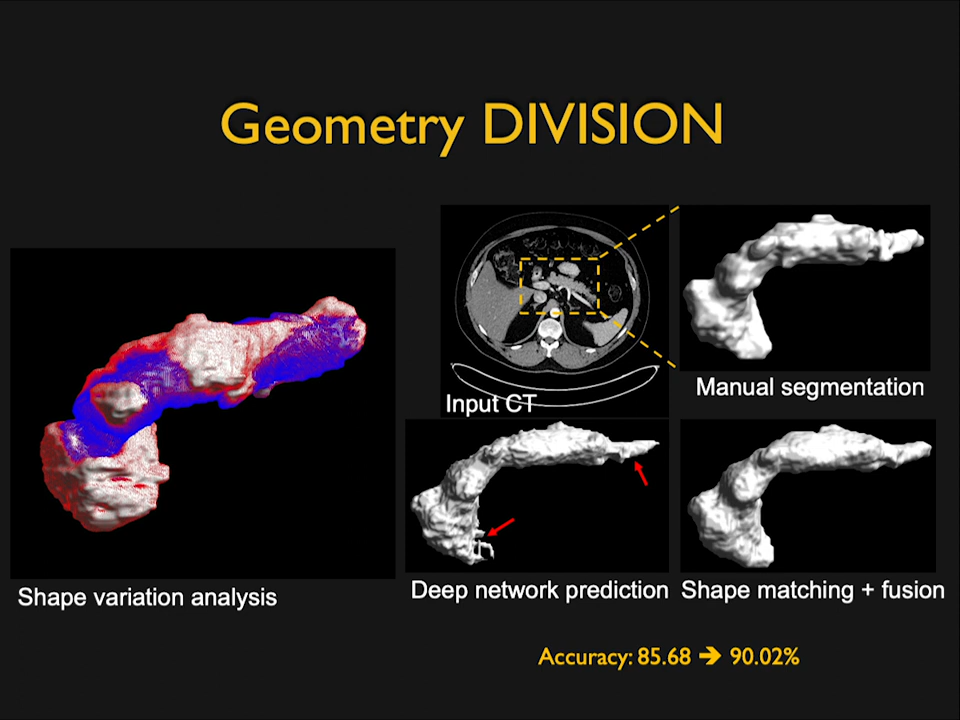 Geometry DIVISION
Input CT
Manual segmentation
Shape variation analysis
Deep network prediction
Shape matching + fusion
Accuracy: 85.68 ➔ 90.02%